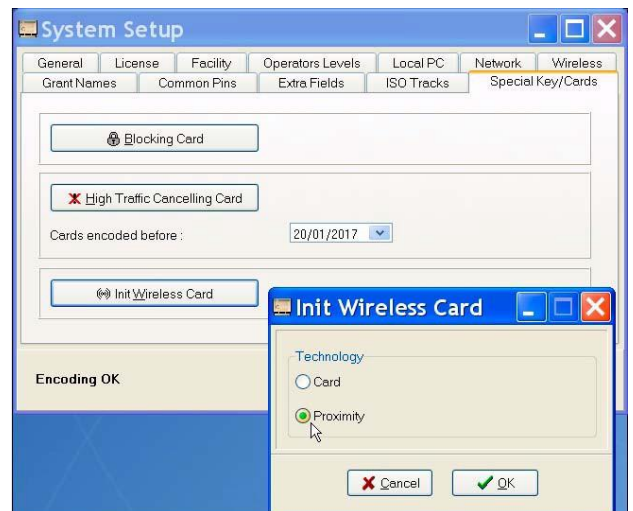 System Setup
General License Facility Operators Levels Local PC Network Wireless
Grant Names Common Pins Extra Fields ISO Tracks Special Key/Cards
Blocking Card
High Traffic Cancelling Card
Cards encoded before : 20/01/2017
Init Wireless Card
Encoding OK
Init Wireless Card
Technology
Card
Proximity
Cancel OK